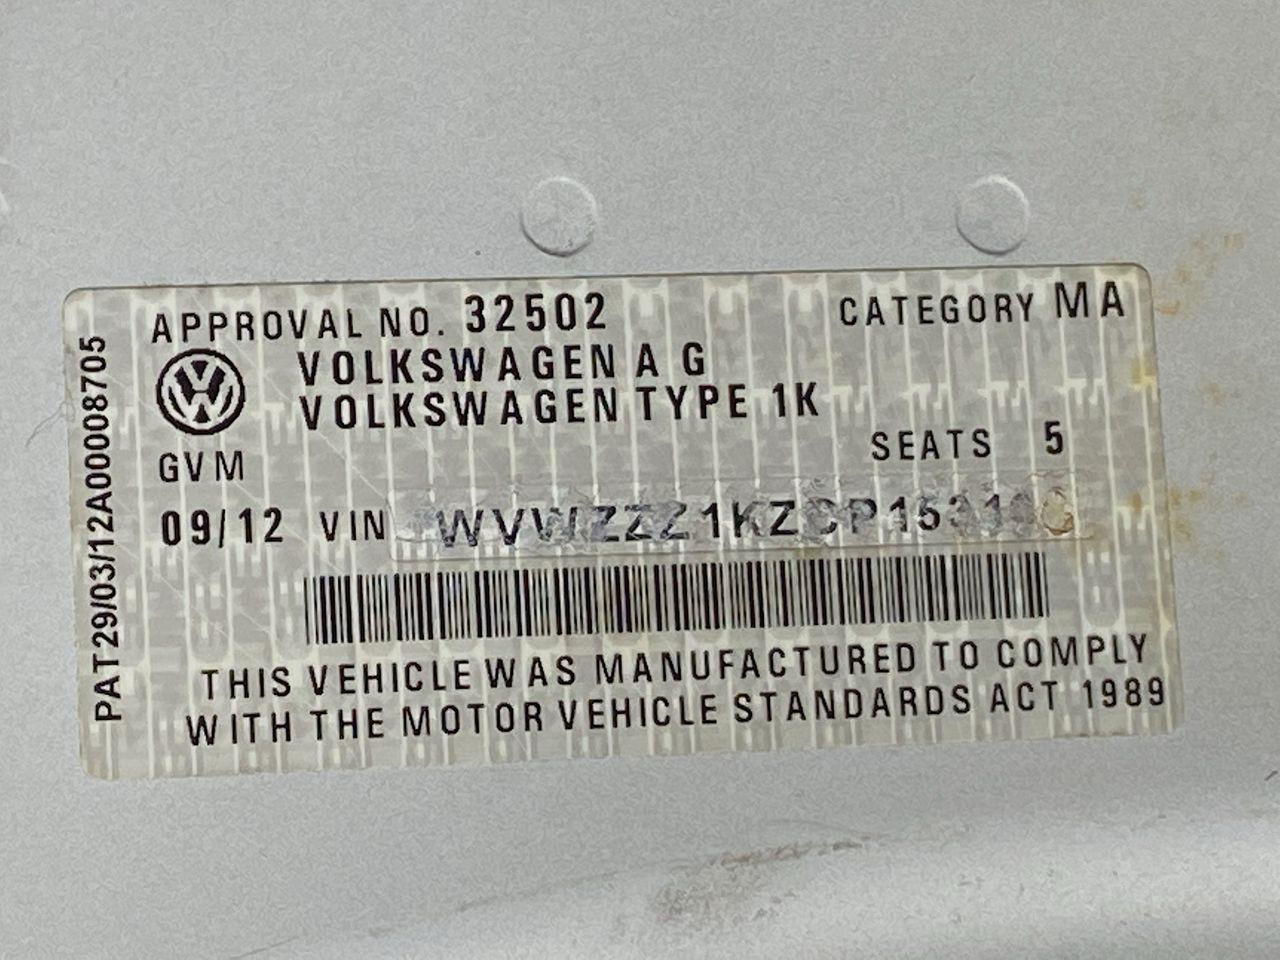 APPROVAL NO. 32502 CATEGORY MA
VOLKSWAGEN A G
VOLKSWAGEN TYPE 1K
SEATS 5
GVM
09/12 VIN
THIS VEHICLE WAS MANUFACTURED TO COMPLY
WITH THE MOTOR VEHICLE STANDARDS ACT 1989
PAT29/03/12A00008705